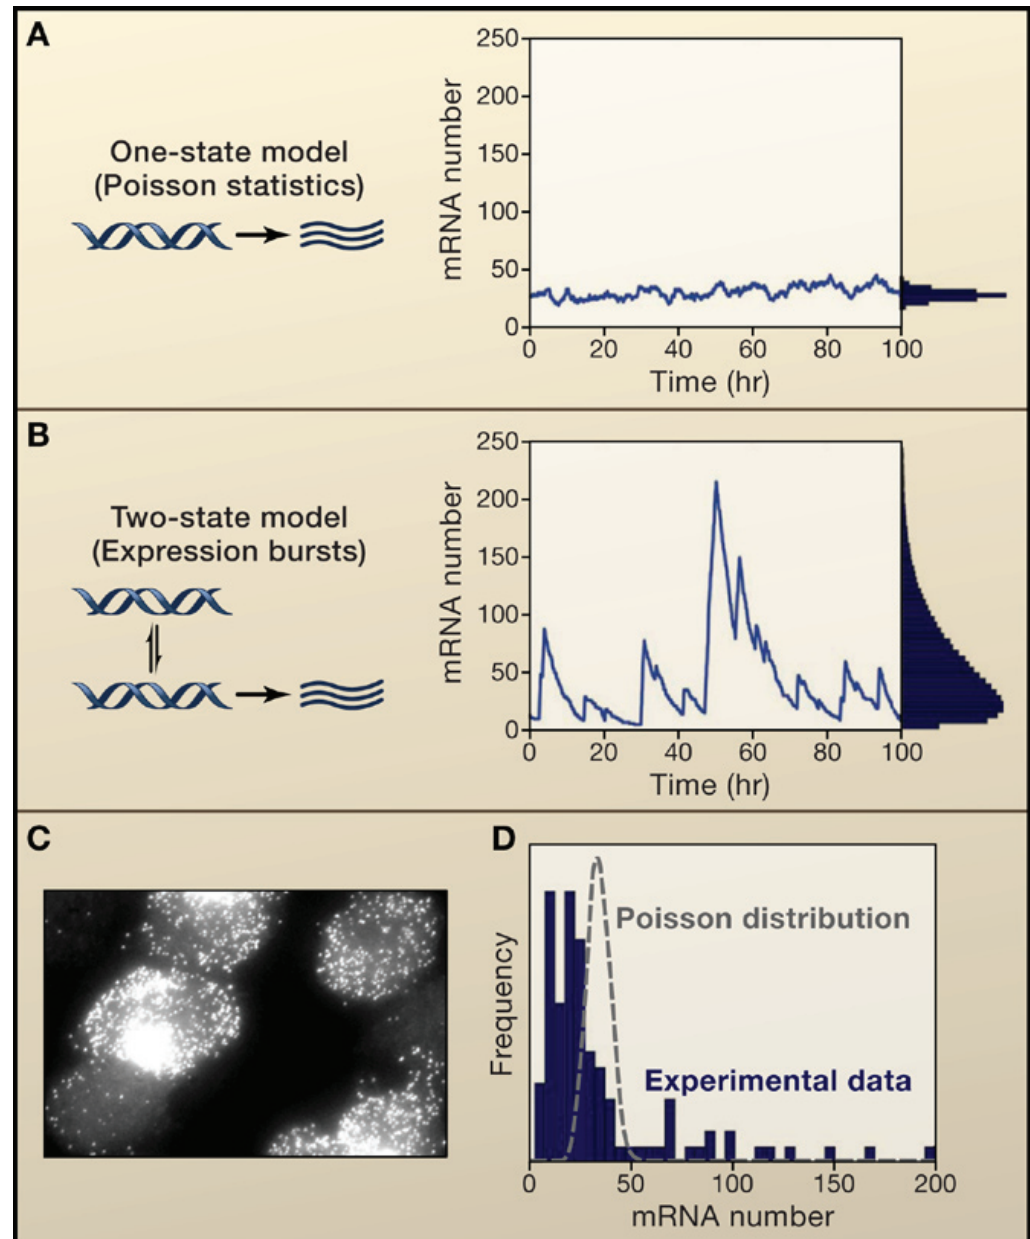 A
One-state model
(Poisson statistics)
mRNA number
250
200
150
100
50
0
0 20 40 60 80 100
Time (hr)
B
Two-state model
(Expression bursts)
mRNA number
250
200
150
100
50
0
0 20 40 60 80 100
Time (hr)
C
D
Frequency
Poisson distribution
Experimental data
0 50 100 150 200
mRNA number